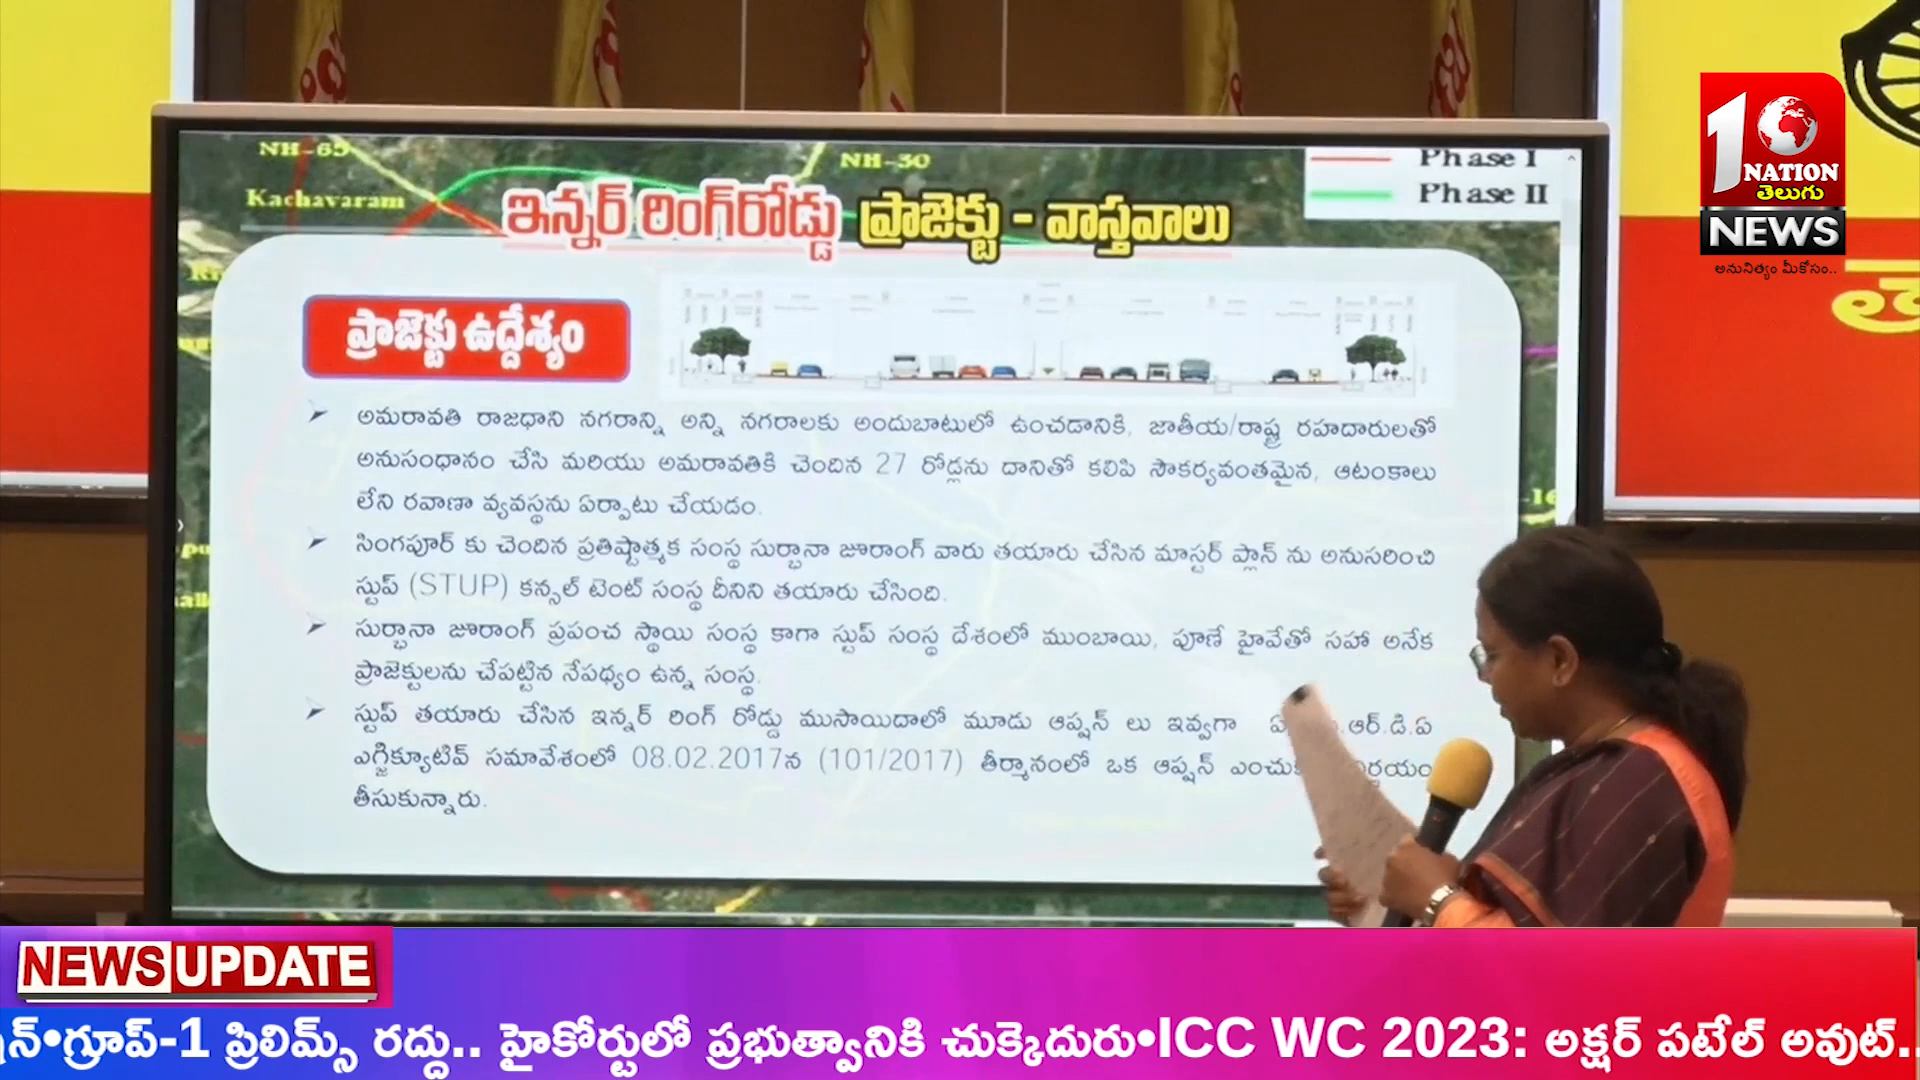 NH-65
NH-30
Phase I
Phase II
Kachavaram
ఇన్నర్ రింగ్‌రోడ్డు ప్రాజెక్టు - వాస్తవాలు
ప్రాజెక్టు ఉద్దేశ్యం
అమరావతి రాజధాని నగరాన్ని అన్ని నగరాలకు అందుబాటులో ఉంచడానికి, జాతీయ/రాష్ట్ర రహదారులతో
అనుసంధానం చేసి మరియు అమరావతికి చెందిన 27 రోడ్లను దానితో కలిపి సౌకర్యవంతమైన, ఆటంకాలు
లేని రవాణా వ్యవస్థను ఏర్పాటు చేయడం.
సింగపూర్ కు చెందిన ప్రతిష్టాత్మక సంస్థ సుర్బానా జూరాంగ్ వారు తయారు చేసిన మాస్టర్ ప్లాన్ ను అనుసరించి
స్టుప్ (STUP) కన్సల్ టెంట్ సంస్థ దీనిని తయారు చేసింది.
సుర్భానా జూరాంగ్ ప్రపంచ స్థాయి సంస్థ కాగా స్టుప్ సంస్థ దేశంలో ముంబాయి, పూణే హైవేతో సహా అనేక
ప్రాజెక్టులను చేపట్టిన నేపధ్యం ఉన్న సంస్థ.
స్టుప్ తయారు చేసిన ఇన్నర్ రింగ్ రోడ్డు ముసాయిదాలో మూడు ఆప్షన్ లు ఇవ్వగా .ఆర్.డి.ఏ
ఎగ్జిక్యూటివ్ సమావేశంలో 08.02.2017న (101/2017) తీర్మానంలో ఒక ఆప్షన్
తీసుకున్నారు.
1
NATION
తెలుగు
NEWS
అనునిత్యం మీకోసం..
NEWS UPDATE
•గ్రూప్-1 ప్రిలిమ్స్ రద్దు.. హైకోర్టులో ప్రభుత్వానికి చుక్కెదురు•ICC WC 2023: అక్షర్ పటేల్ అవుట్..